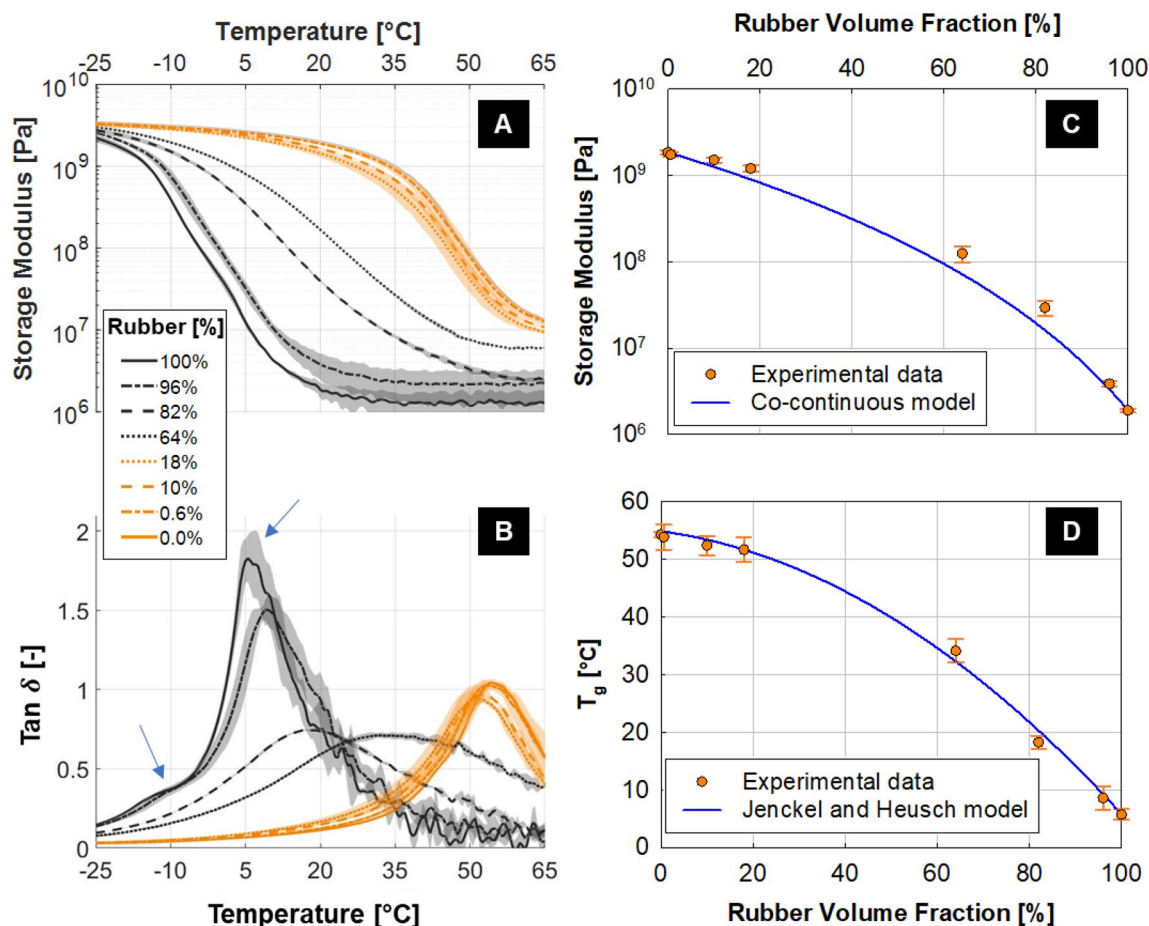 Temperature [°C]
-25 -10 5 20 35 50 65
10^10
10^9
10^8
10^7
10^6
Storage Modulus [Pa]
A
Rubber [%]
100%
96%
82%
64%
18%
10%
0.6%
0.0%
2
1.5
1
0.5
0
Tan δ [-]
B
-25 -10 5 20 35 50 65
Temperature [°C]
Rubber Volume Fraction [%]
0 20 40 60 80 100
10^10
10^9
10^8
10^7
10^6
Storage Modulus [Pa]
C
Experimental data
Co-continuous model
60
50
40
30
20
10
0
T_g [°C]
D
Experimental data
Jenckel and Heusch model
0 20 40 60 80 100
Rubber Volume Fraction [%]